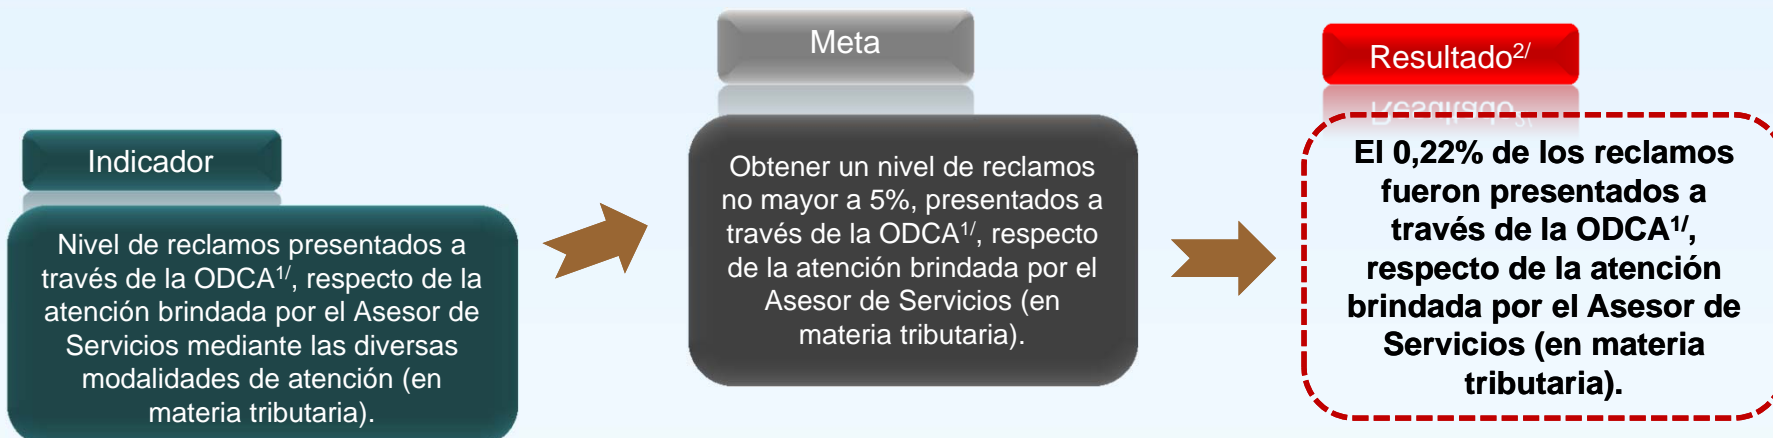 Indicador
Nivel de reclamos presentados a
través de la ODCA1/, respecto de la
atención brindada por el Asesor de
Servicios mediante las diversas
modalidades de atención (en
materia tributaria).
Meta
Obtener un nivel de reclamos
no mayor a 5%, presentados a
través de la ODCA1/, respecto
de la atención brindada por el
Asesor de Servicios (en
materia tributaria).
Resultado2/
El 0,22% de los reclamos
fueron presentados a
través de la ODCA1/,
respecto de la atención
brindada por el Asesor de
Servicios (en materia
tributaria).